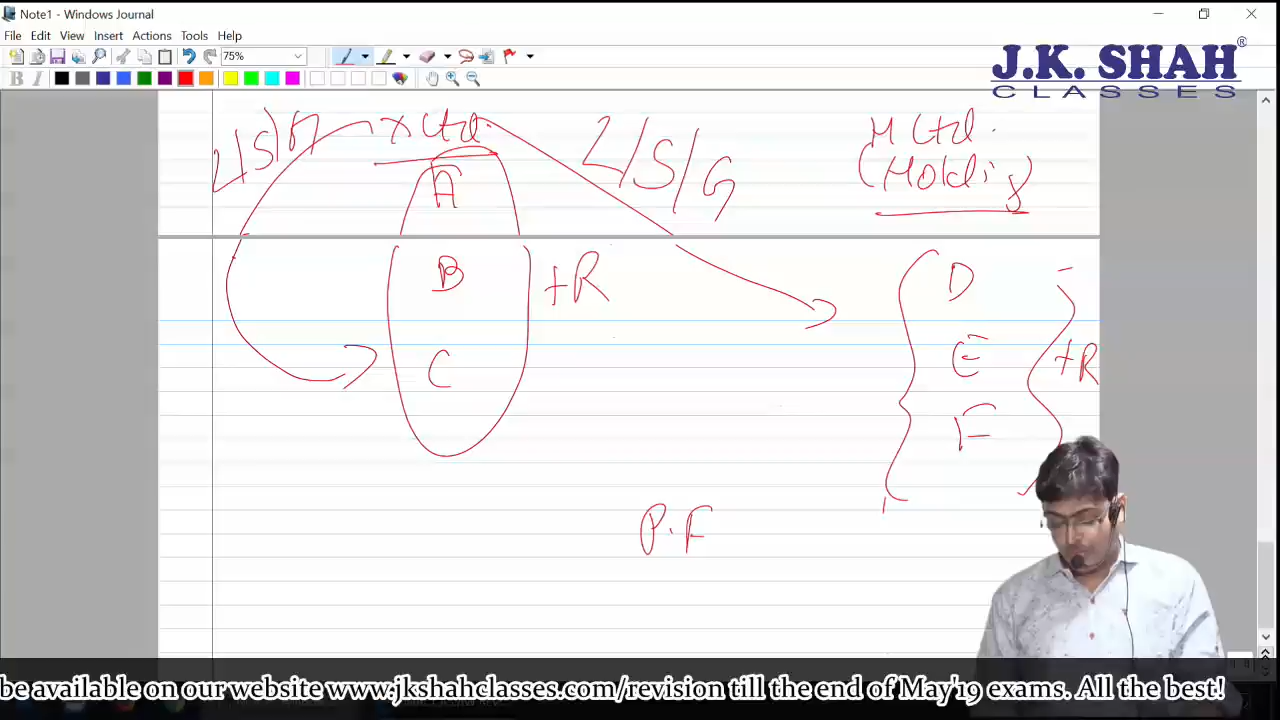 Note1 - Windows Journal
File Edit View Insert Actions Tools Help
75%
B I
J.K. SHAH®
CLASSES
X Ltd. L/S/G H Ltd.
A (Holding)
B +R D
C E +R
F
P.F
be available on our website www.jkshahclasses.com/revision till the end of May'19 exams. All the best!